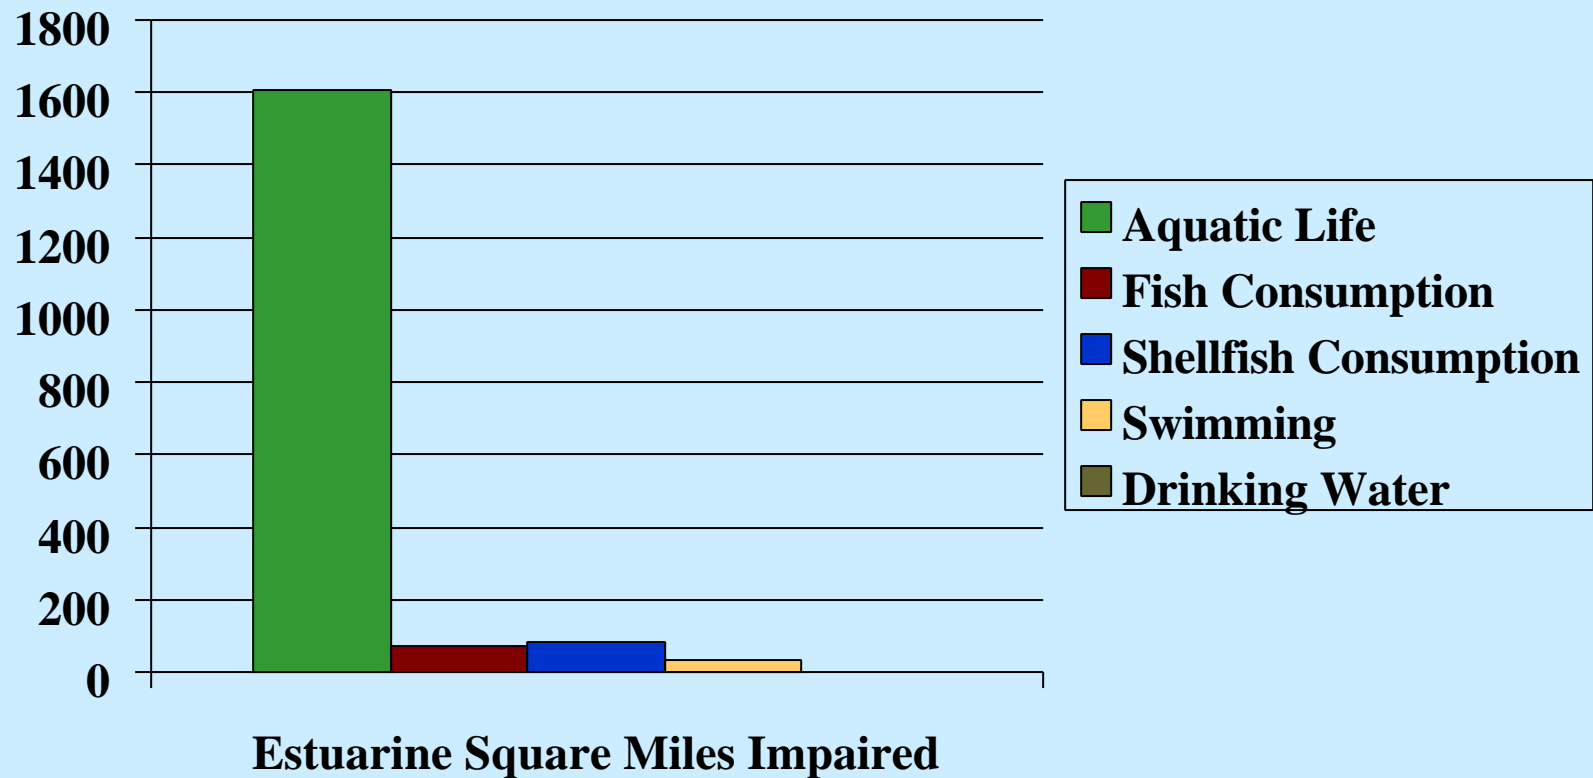 1800
1600
1400
1200
1000
800
600
400
200
0
Estuarine Square Miles Impaired
Aquatic Life
Fish Consumption
Shellfish Consumption
Swimming
Drinking Water